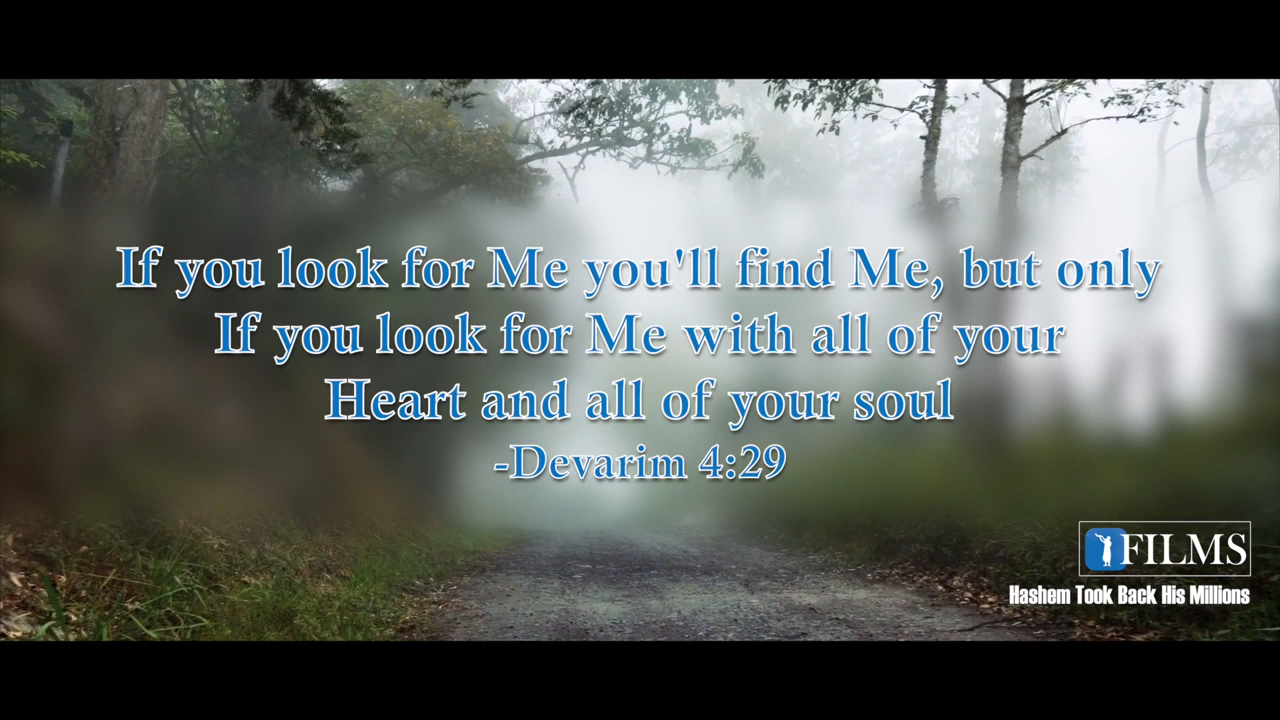 If you look for Me you'll find Me, but only
If you look for Me with all of your
Heart and all of your soul
-Devarim 4:29
FILMS
Hashem Took Back His Millions